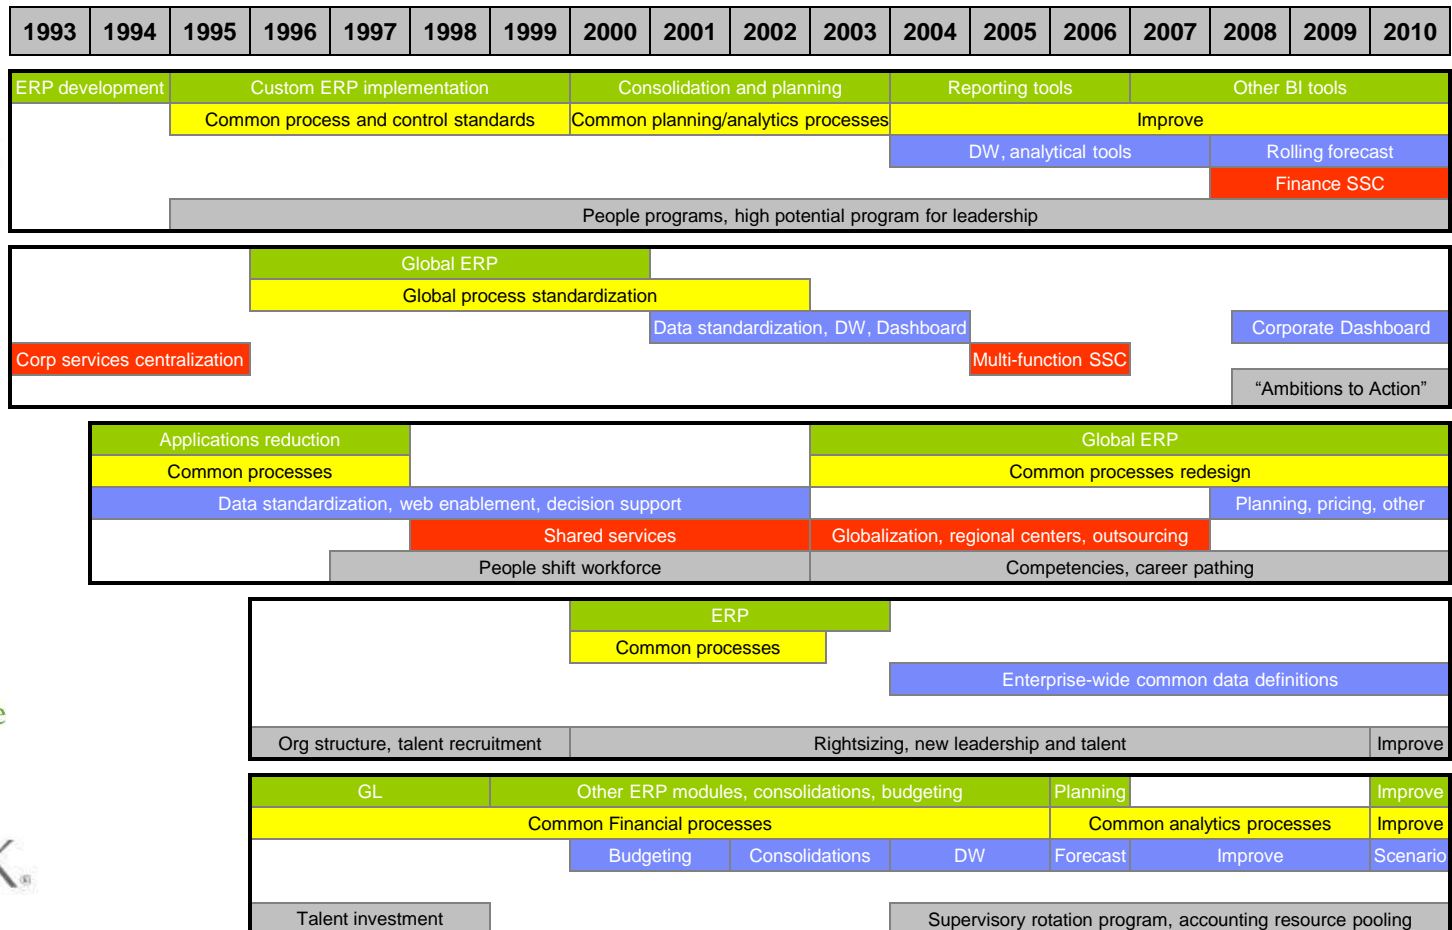 1993 1994 1995 1996 1997 1998 1999 2000 2001 2002 2003 2004 2005 2006 2007 2008 2009 2010
ERP development Custom ERP implementation Consolidation and planning Reporting tools Other BI tools
Common process and control standards Common planning/analytics processes Improve
DW, analytical tools Rolling forecast
Finance SSC
People programs, high potential program for leadership
Global ERP
Global process standardization
Data standardization, DW, Dashboard Corporate Dashboard
Corp services centralization Multi-function SSC
“Ambitions to Action”
Applications reduction Global ERP
Common processes Common processes redesign
Data standardization, web enablement, decision support Planning, pricing, other
Shared services Globalization, regional centers, outsourcing
People shift workforce Competencies, career pathing
ERP
Common processes
Enterprise-wide common data definitions
Org structure, talent recruitment Rightsizing, new leadership and talent Improve
GL Other ERP modules, consolidations, budgeting Planning Improve
Common Financial processes Common analytics processes Improve
Budgeting Consolidations DW Forecast Improve Scenario
Talent investment Supervisory rotation program, accounting resource pooling